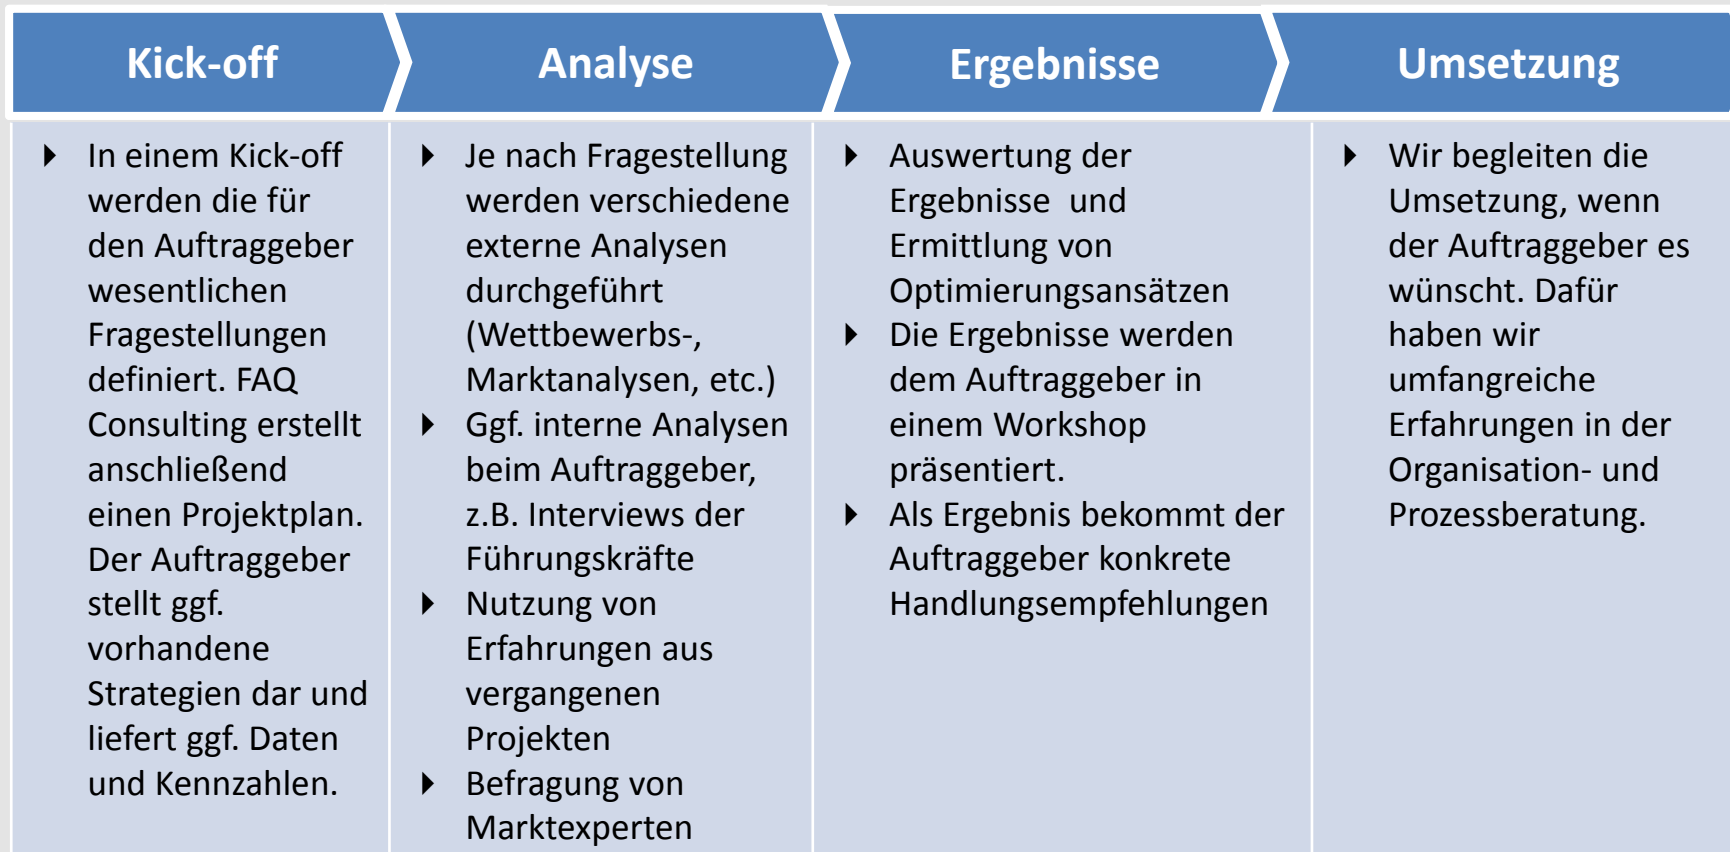 Kick-off
Analyse
Ergebnisse
Umsetzung
In einem Kick-off
werden die für
den Auftraggeber
wesentlichen
Fragestellungen
definiert. FAQ
Consulting erstellt
anschließend
einen Projektplan.
Der Auftraggeber
stellt ggf.
vorhandene
Strategien dar und
liefert ggf. Daten
und Kennzahlen.
Je nach Fragestellung
werden verschiedene
externe Analysen
durchgeführt
(Wettbewerbs-,
Marktanalysen, etc.)
Ggf. interne Analysen
beim Auftraggeber,
z.B. Interviews der
Führungskräfte
Nutzung von
Erfahrungen aus
vergangenen
Projekten
Befragung von
Marktexperten
Auswertung der
Ergebnisse und
Ermittlung von
Optimierungsansätzen
Die Ergebnisse werden
dem Auftraggeber in
einem Workshop
präsentiert.
Als Ergebnis bekommt der
Auftraggeber konkrete
Handlungsempfehlungen
Wir begleiten die
Umsetzung, wenn
der Auftraggeber es
wünscht. Dafür
haben wir
umfangreiche
Erfahrungen in der
Organisation- und
Prozessberatung.